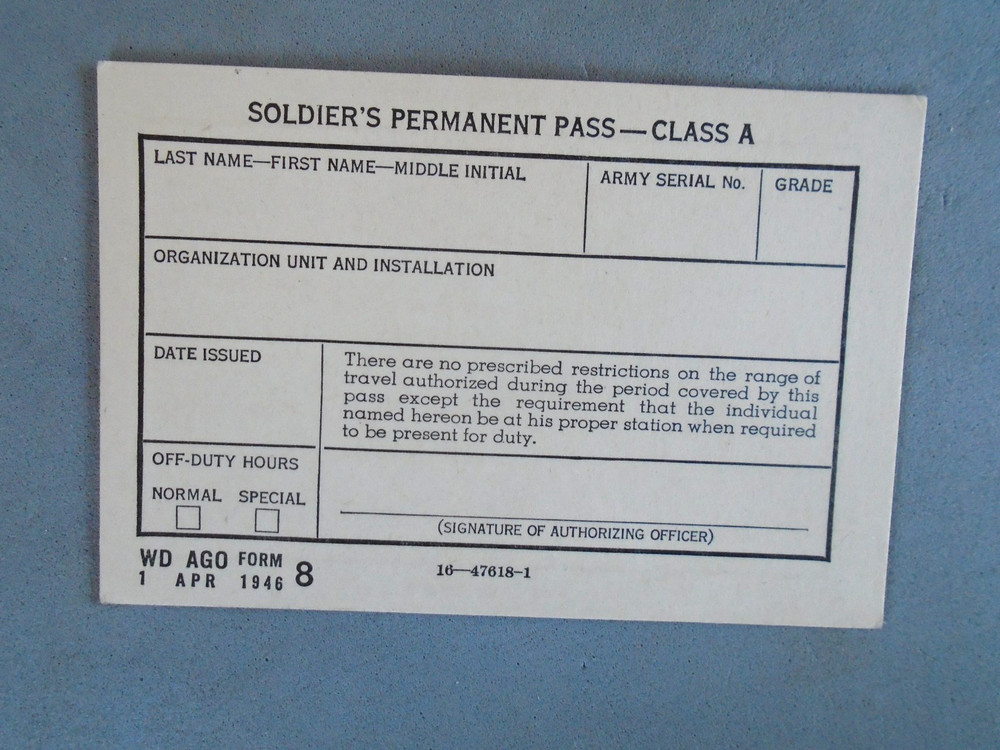 SOLDIER'S PERMANENT PASS—CLASS A
LAST NAME—FIRST NAME—MIDDLE INITIAL
ARMY SERIAL No.
GRADE
ORGANIZATION UNIT AND INSTALLATION
DATE ISSUED
There are no prescribed restrictions on the range of
travel authorized during the period covered by this
pass except the requirement that the individual
named hereon be at his proper station when required
to be present for duty.
OFF-DUTY HOURS
NORMAL SPECIAL
(SIGNATURE OF AUTHORIZING OFFICER)
WD AGO FORM 8
1 APR 1946
16—47618-1